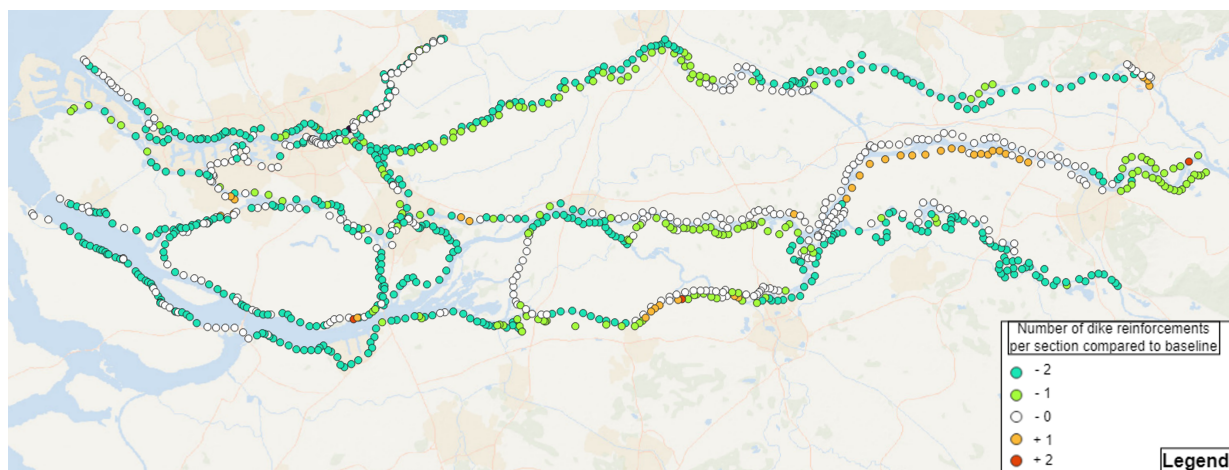 Number of dike reinforcements
per section compared to baseline
- 2
- 1
- 0
+ 1
+ 2
Legend